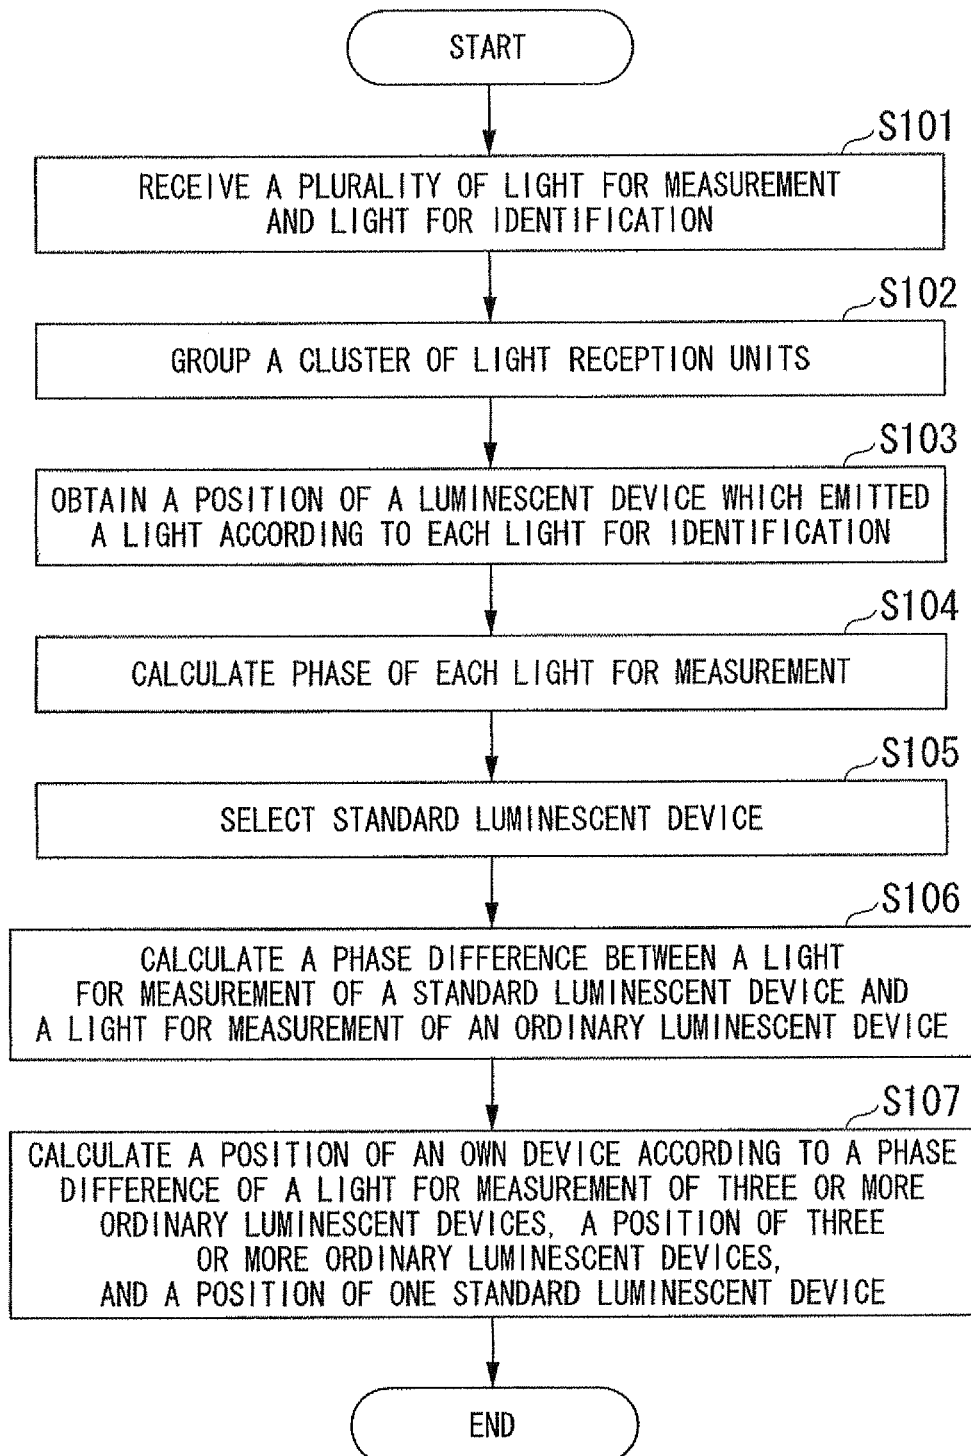 START
S101
RECEIVE A PLURALITY OF LIGHT FOR MEASUREMENT
AND LIGHT FOR IDENTIFICATION
S102
GROUP A CLUSTER OF LIGHT RECEPTION UNITS
S103
OBTAIN A POSITION OF A LUMINESCENT DEVICE WHICH EMITTED
A LIGHT ACCORDING TO EACH LIGHT FOR IDENTIFICATION
S104
CALCULATE PHASE OF EACH LIGHT FOR MEASUREMENT
S105
SELECT STANDARD LUMINESCENT DEVICE
S106
CALCULATE A PHASE DIFFERENCE BETWEEN A LIGHT
FOR MEASUREMENT OF A STANDARD LUMINESCENT DEVICE AND
A LIGHT FOR MEASUREMENT OF AN ORDINARY LUMINESCENT DEVICE
S107
CALCULATE A POSITION OF AN OWN DEVICE ACCORDING TO A PHASE
DIFFERENCE OF A LIGHT FOR MEASUREMENT OF THREE OR MORE
ORDINARY LUMINESCENT DEVICES, A POSITION OF THREE
OR MORE ORDINARY LUMINESCENT DEVICES,
AND A POSITION OF ONE STANDARD LUMINESCENT DEVICE
END